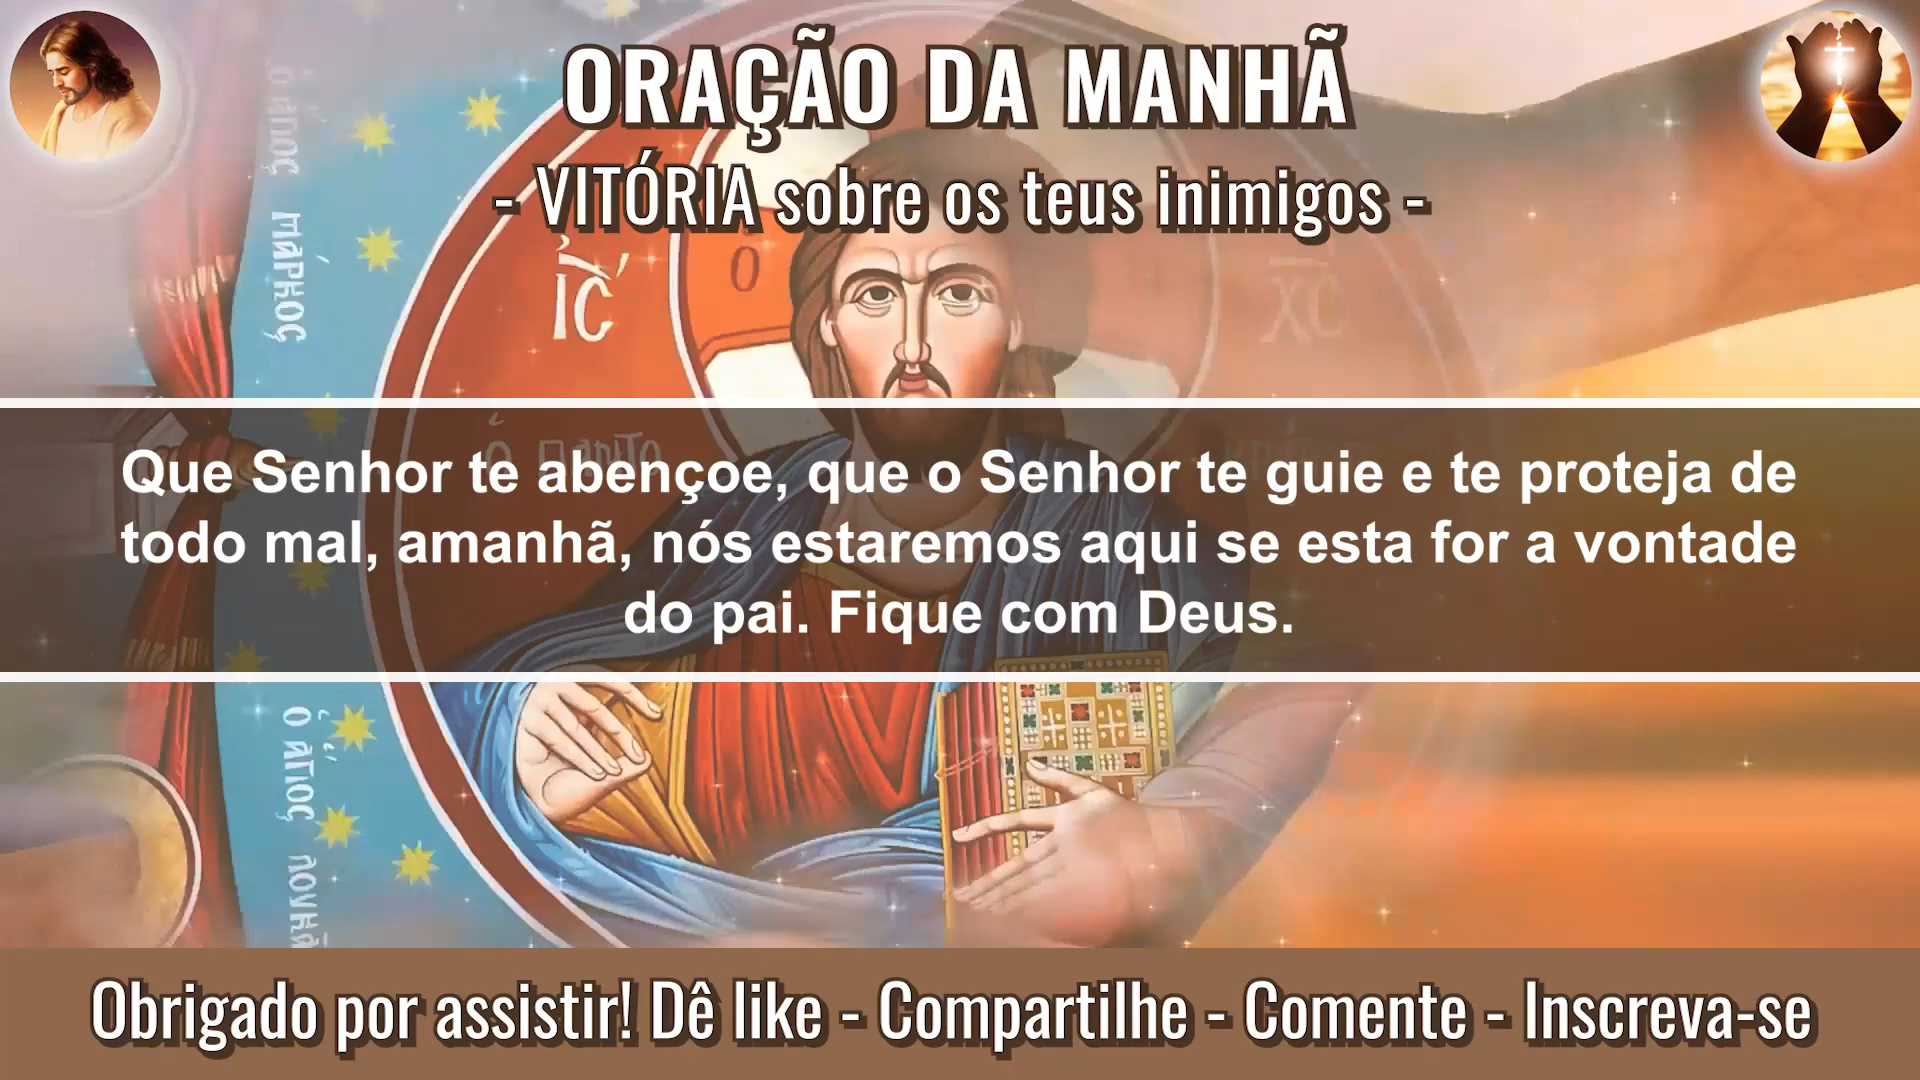 ORAÇÃO DA MANHÃ
- VITÓRIA sobre os teus inimigos -
Que Senhor te abençoe, que o Senhor te guie e te proteja de
todo mal, amanhã, nós estaremos aqui se esta for a vontade
do pai. Fique com Deus.
Obrigado por assistir! Dê like - Compartilhe - Comente - Inscreva-se